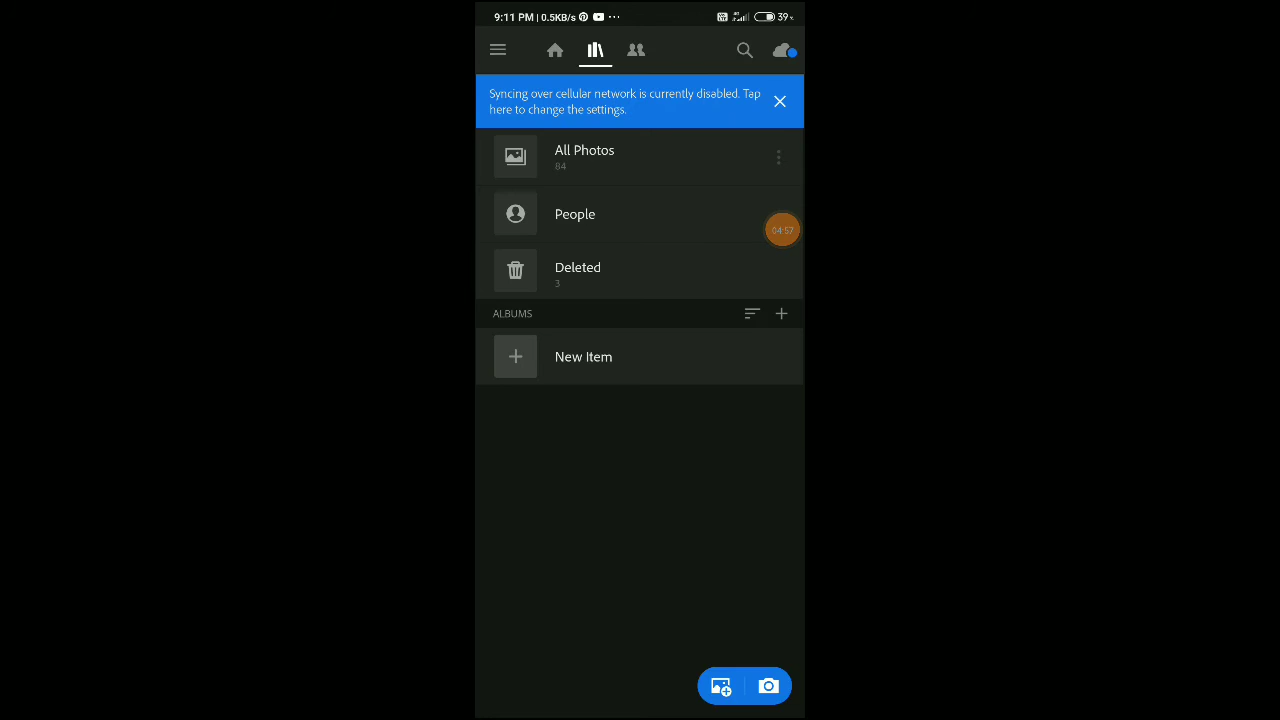 9:11 PM | 0.5KB/s ... 39
Syncing over cellular network is currently disabled. Tap
here to change the settings.
All Photos
84
People
04:57
Deleted
3
ALBUMS
New Item